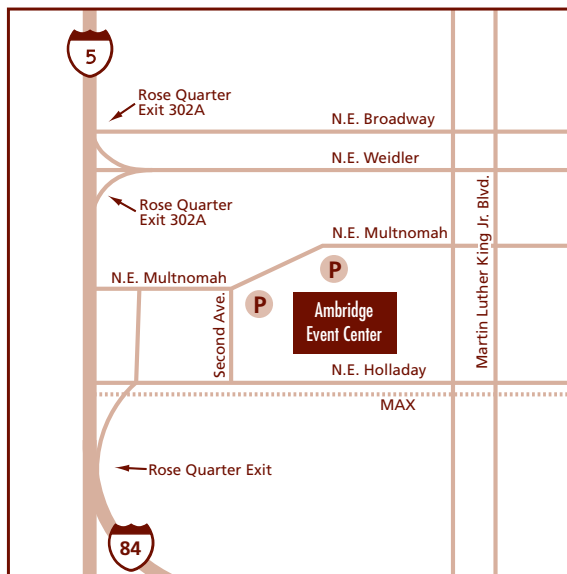 5
Rose Quarter
Exit 302A
N.E. Broadway
N.E. Weidler
Rose Quarter
Exit 302A
N.E. Multnomah
Martin Luther King Jr. Blvd.
P
N.E. Multnomah
P
Second Ave.
Ambridge
Event Center
N.E. Holladay
MAX
Rose Quarter Exit
84